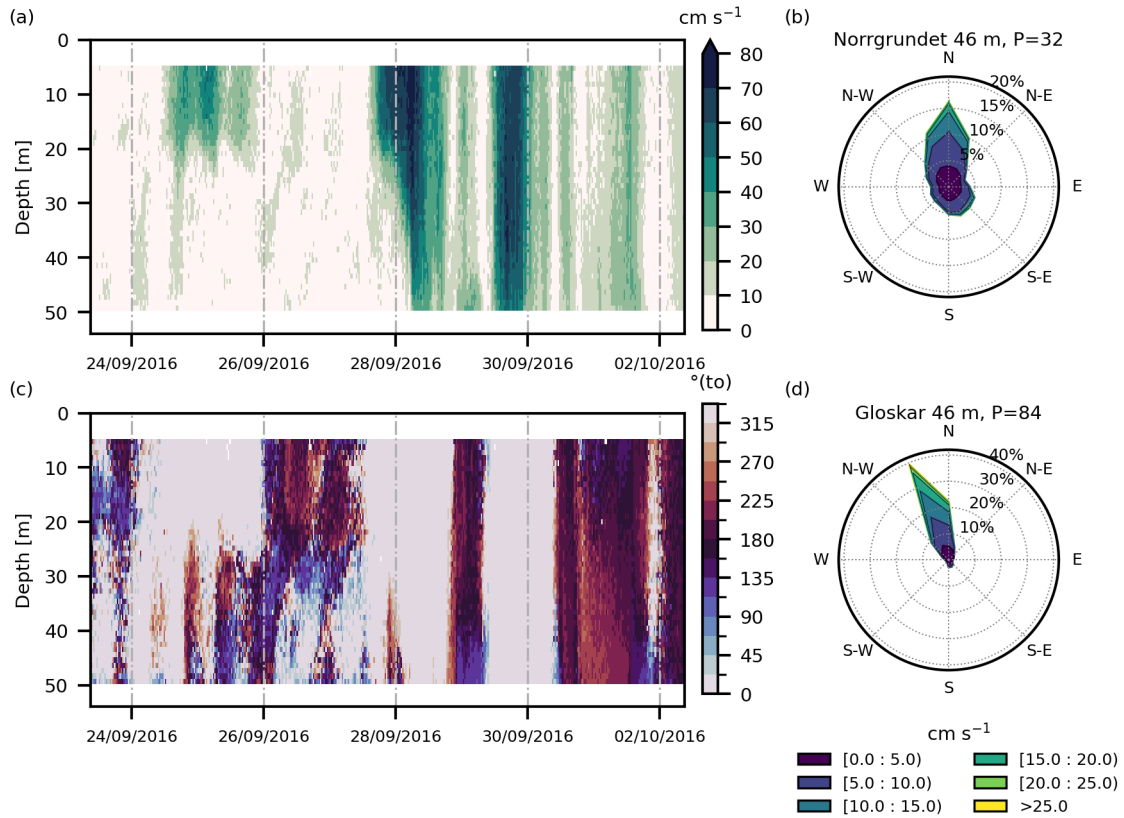 (a)
cm s⁻¹
0
10
20
30
40
50
Depth [m]
24/09/2016
26/09/2016
28/09/2016
30/09/2016
02/10/2016
80
70
60
50
40
30
20
10
0
(b)
Norrgrundet 46 m, P=32
N
N-E
E
S-E
S
S-W
W
N-W
20%
15%
10%
5%
(c)
°(to)
0
10
20
30
40
50
Depth [m]
24/09/2016
26/09/2016
28/09/2016
30/09/2016
02/10/2016
315
270
225
180
135
90
45
0
(d)
Gloskar 46 m, P=84
N
N-E
E
S-E
S
S-W
W
N-W
40%
30%
20%
10%
cm s⁻¹
[0.0 : 5.0)
[5.0 : 10.0)
[10.0 : 15.0)
[15.0 : 20.0)
[20.0 : 25.0)
>25.0